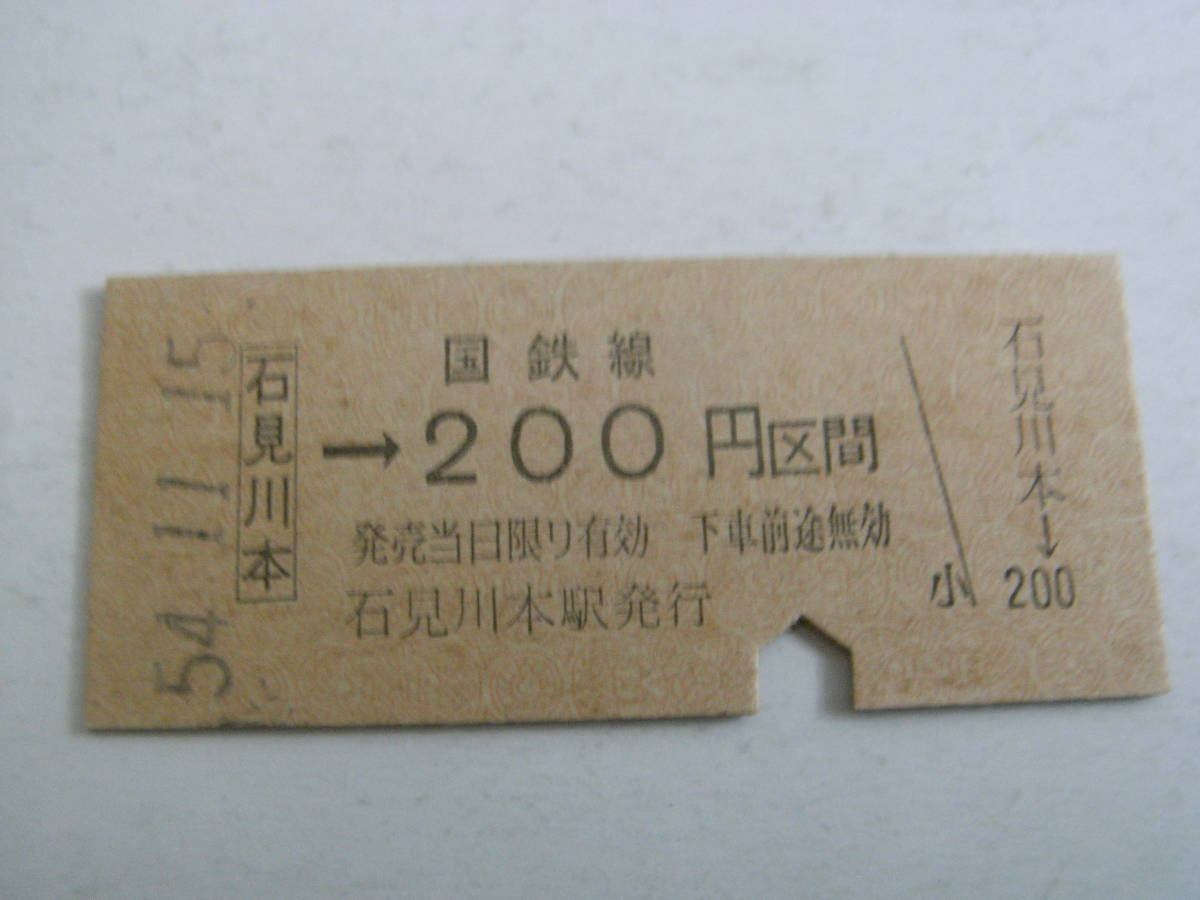 54.11.15
石見川本
国鉄線
→200円区間
発売当日限り有効 下車前途無効
石見川本駅発行
小
石見川本→
200